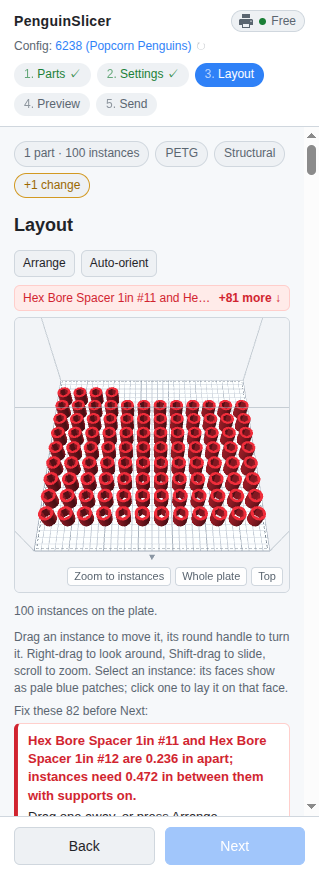 PenguinSlicer
Free
Config: 6238 (Popcorn Penguins)
1. Parts ✓
2. Settings ✓
3. Layout
4. Preview
5. Send
1 part · 100 instances
PETG
Structural
+1 change
Layout
Arrange
Auto-orient
Hex Bore Spacer 1in #11 and He… +81 more ↓
Zoom to instances
Whole plate
Top
100 instances on the plate.
Drag an instance to move it, its round handle to turn
it. Right-drag to look around, Shift-drag to slide,
scroll to zoom. Select an instance: its faces show
as pale blue patches; click one to lay it on that face.
Fix these 82 before Next:
Hex Bore Spacer 1in #11 and Hex Bore
Spacer 1in #12 are 0.236 in apart;
instances need 0.472 in between them
with supports on.
Drag one away, or press Arrange
Back
Next